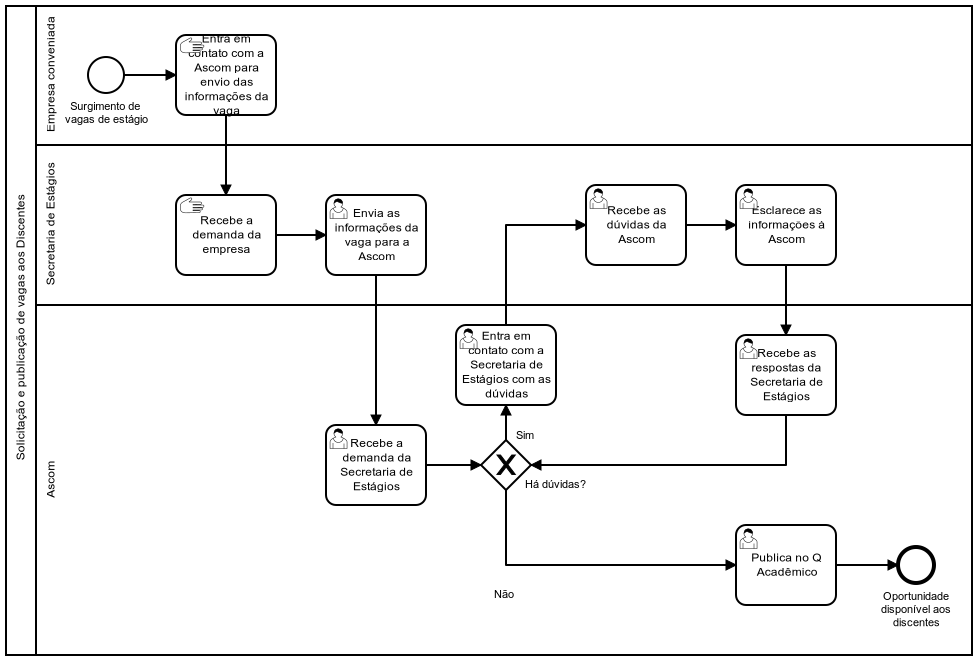 Solicitação e publicação de vagas aos Discentes
Empresa conveniada
Surgimento de
vagas de estágio
Entra em
contato com a
Ascom para
envio das
informações da
vaga
Secretaria de Estágios
Recebe a
demanda da
empresa
Envia as
informações da
vaga para a
Ascom
Recebe as
dúvidas da
Ascom
Esclarece as
informações à
Ascom
Ascom
Recebe a
demanda da
Secretaria de
Estágios
Entra em
contato com a
Secretaria de
Estágios com as
dúvidas
Sim
Há dúvidas?
Recebe as
respostas da
Secretaria de
Estágios
Não
Publica no Q
Acadêmico
Oportunidade
disponível aos
discentes